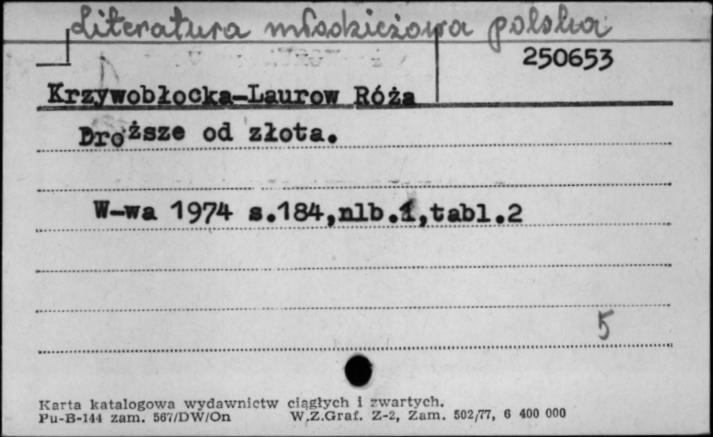 Literatura młodzieżowa polska
250653
Krzywobłocka-Laurow Róża
Droższe od złota.
W-wa 1974 s.184,nlb.1,tabl.2
5
Karta katalogowa wydawnictw ciągłych i zwartych.
Pu-B-144 zam. 567/DW/On W.Z.Graf. Z-2, Zam. 502/77, 6 400 000